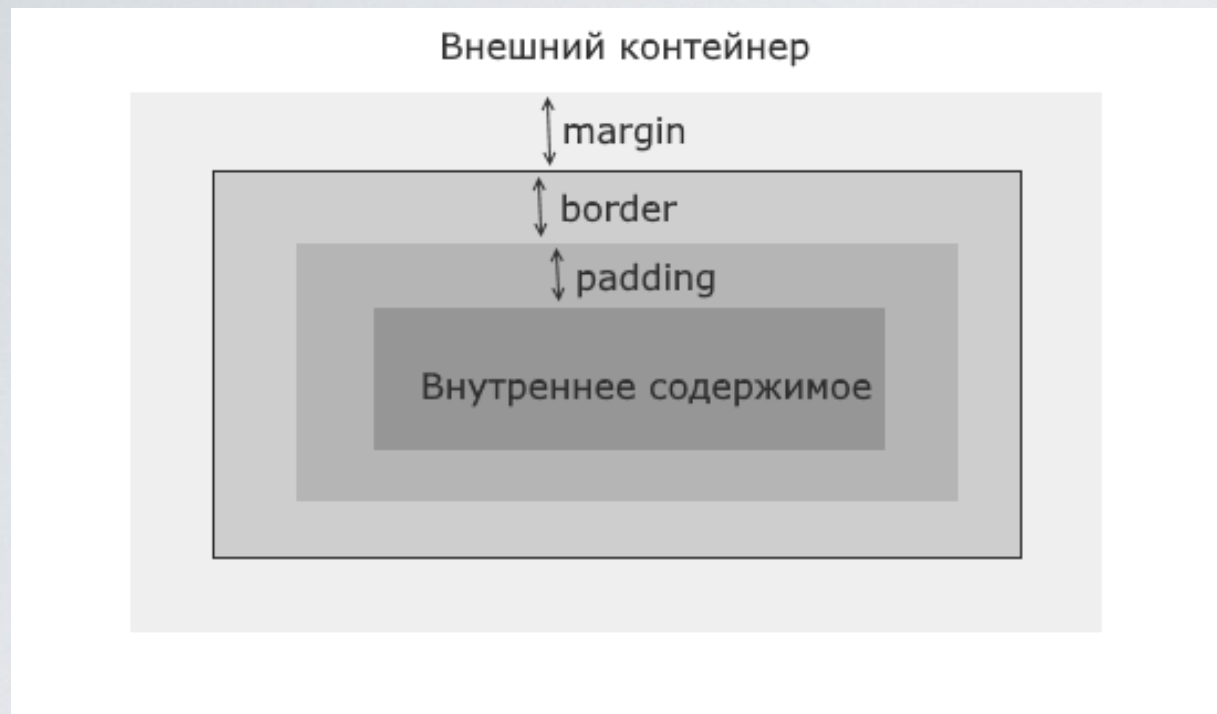 Внешний контейнер
margin
border
padding
Внутреннее содержимое